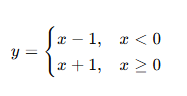 y = { x − 1, x < 0
x + 1, x ≥ 0